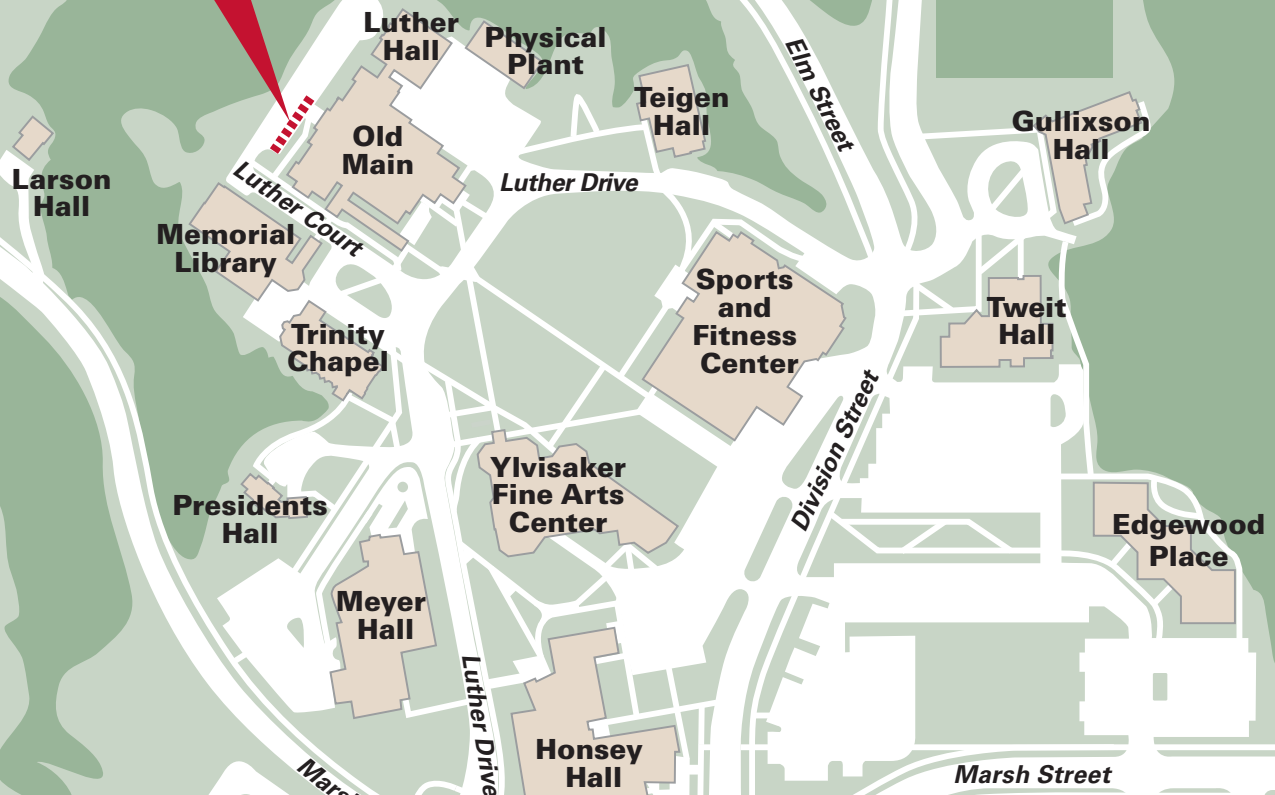 Luther
Hall
Physical
Plant
Elm Street
Teigen
Hall
Gullixson
Hall
Old
Main
Larson
Hall
Luther Drive
Luther Court
Memorial
Library
Sports
and
Fitness
Center
Tweit
Hall
Trinity
Chapel
Division Street
Ylvisaker
Fine Arts
Center
Presidents
Hall
Edgewood
Place
Meyer
Hall
Luther Drive
Honsey
Hall
Marsh
Marsh Street